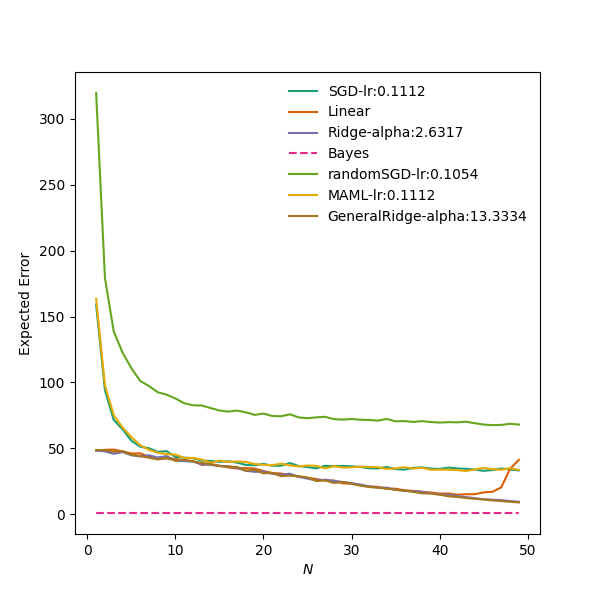 SGD-lr:0.1112
Linear
Ridge-alpha:2.6317
Bayes
randomSGD-lr:0.1054
MAML-lr:0.1112
GeneralRidge-alpha:13.3334
300
250
200
150
100
50
0
Expected Error
0 10 20 30 40 50
N